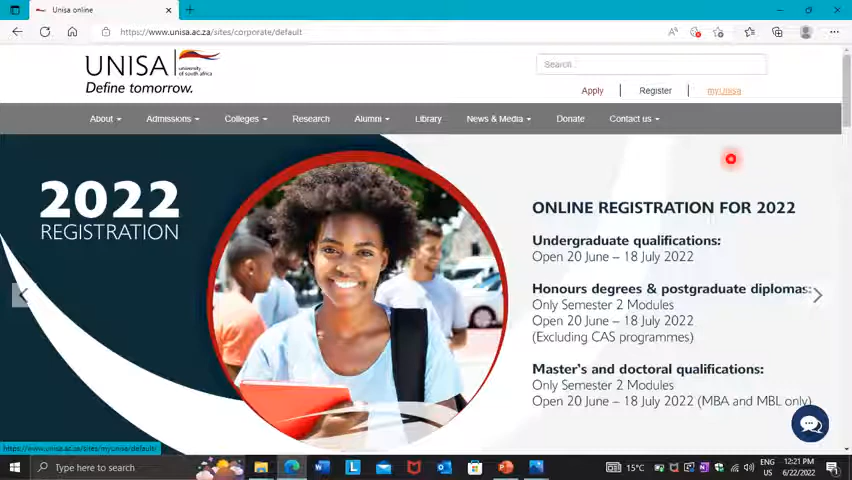 Unisa online
https://www.unisa.ac.za/sites/corporate/default
UNISA
university
of south africa
Define tomorrow.
Search
Apply
Register
myUnisa
About
Admissions
Colleges
Research
Alumni
Library
News & Media
Donate
Contact us
2022
REGISTRATION
ONLINE REGISTRATION FOR 2022
Undergraduate qualifications:
Open 20 June – 18 July 2022
Honours degrees & postgraduate diplomas:
Only Semester 2 Modules
Open 20 June – 18 July 2022
(Excluding CAS programmes)
Master's and doctoral qualifications:
Only Semester 2 Modules
Open 20 June – 18 July 2022 (MBA and MBL only)
https://www.unisa.ac.za/sites/myunisa/default/
Type here to search
15°C
ENG
US
12:21 PM
6/22/2022